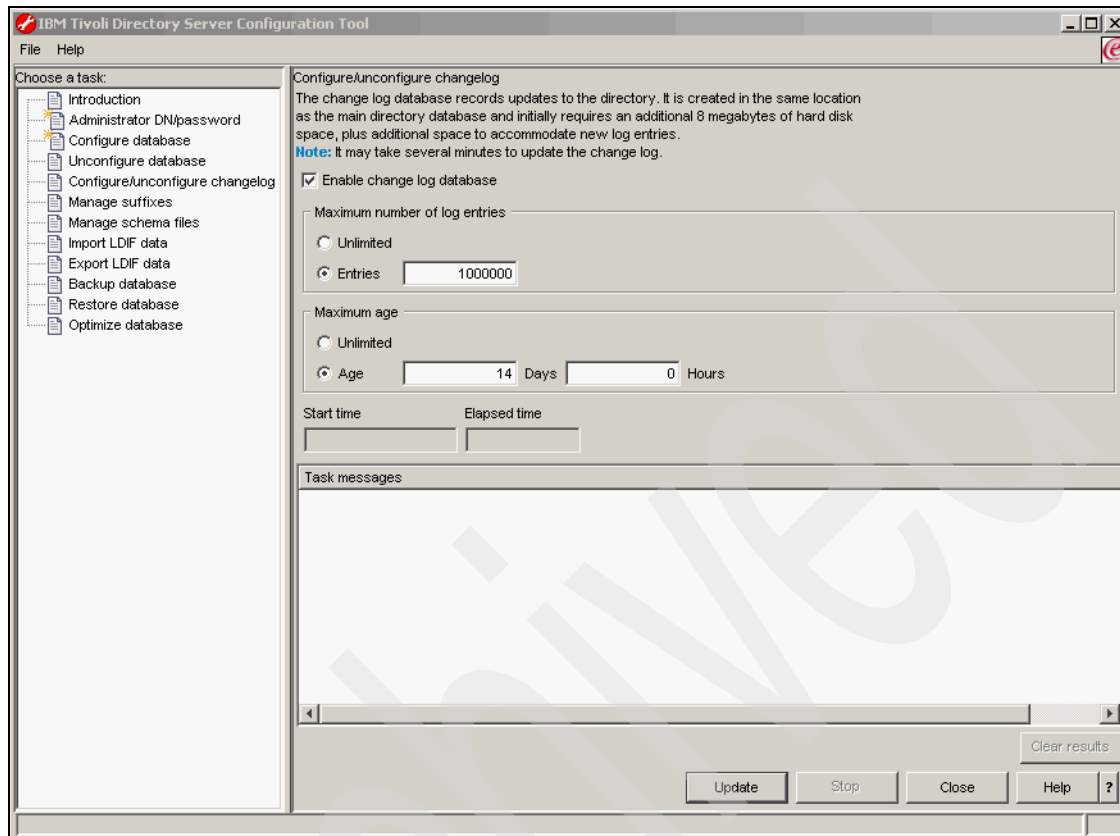 IBM Tivoli Directory Server Configuration Tool
File Help
Choose a task:
Introduction
Administrator DN/password
Configure database
Unconfigure database
Configure/unconfigure changelog
Manage suffixes
Manage schema files
Import LDIF data
Export LDIF data
Backup database
Restore database
Optimize database
Configure/unconfigure changelog
The change log database records updates to the directory. It is created in the same location
as the main directory database and initially requires an additional 8 megabytes of hard disk
space, plus additional space to accommodate new log entries.
Note: It may take several minutes to update the change log.
Enable change log database
Maximum number of log entries
Unlimited
Entries 1000000
Maximum age
Unlimited
Age 14 Days 0 Hours
Start time Elapsed time
Task messages
Clear results
Update Stop Close Help ?